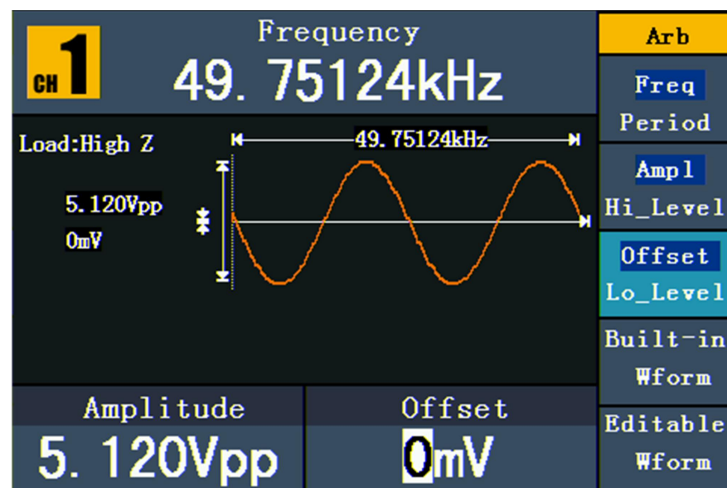 CH 1
Frequency
49.75124kHz
Load:High Z
49.75124kHz
5.120Vpp
0mV
Amplitude
5.120Vpp
Offset
0mV
Arb
Freq
Period
Ampl
Hi_Level
Offset
Lo_Level
Built-in
Wform
Editable
Wform